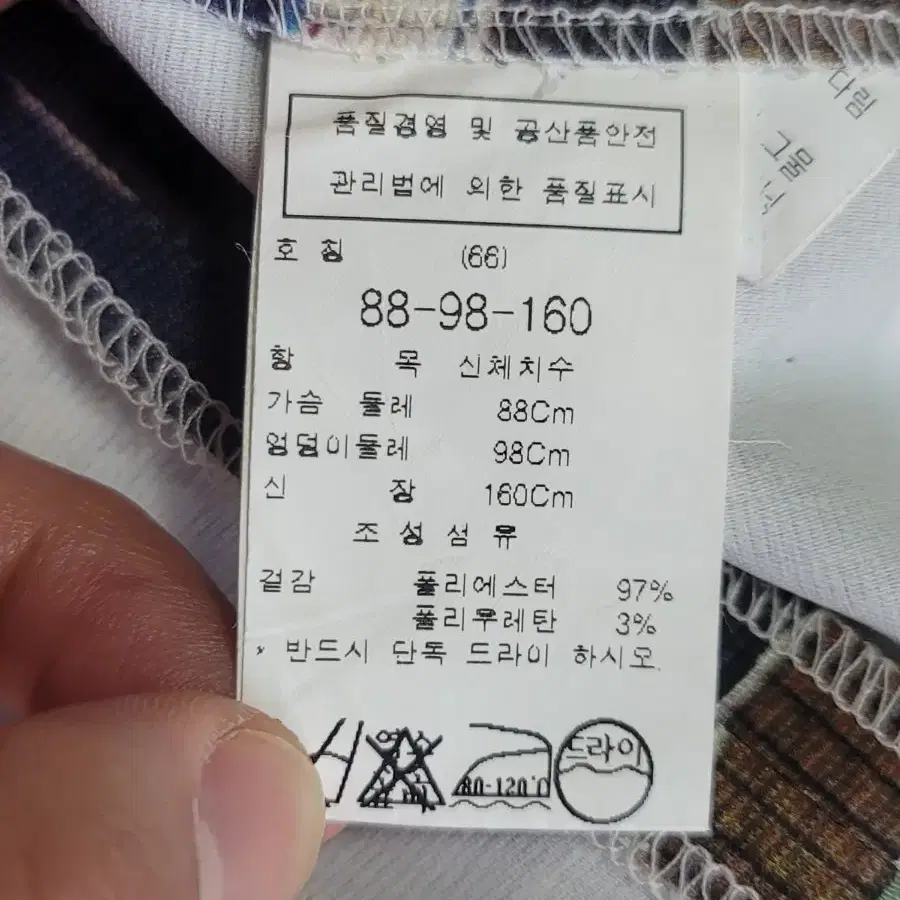 품질경영 및 공산품안전
관리법에 의한 품질표시
호 칭 (66)
88-98-160
항 목 신체치수
가슴 둘레 88Cm
엉덩이둘레 98Cm
신 장 160Cm
조 성 섬 유
겉감 폴리에스터 97%
폴리우레탄 3%
* 반드시 단독 드라이 하시오.
80-120℃
드라이
다림
그물